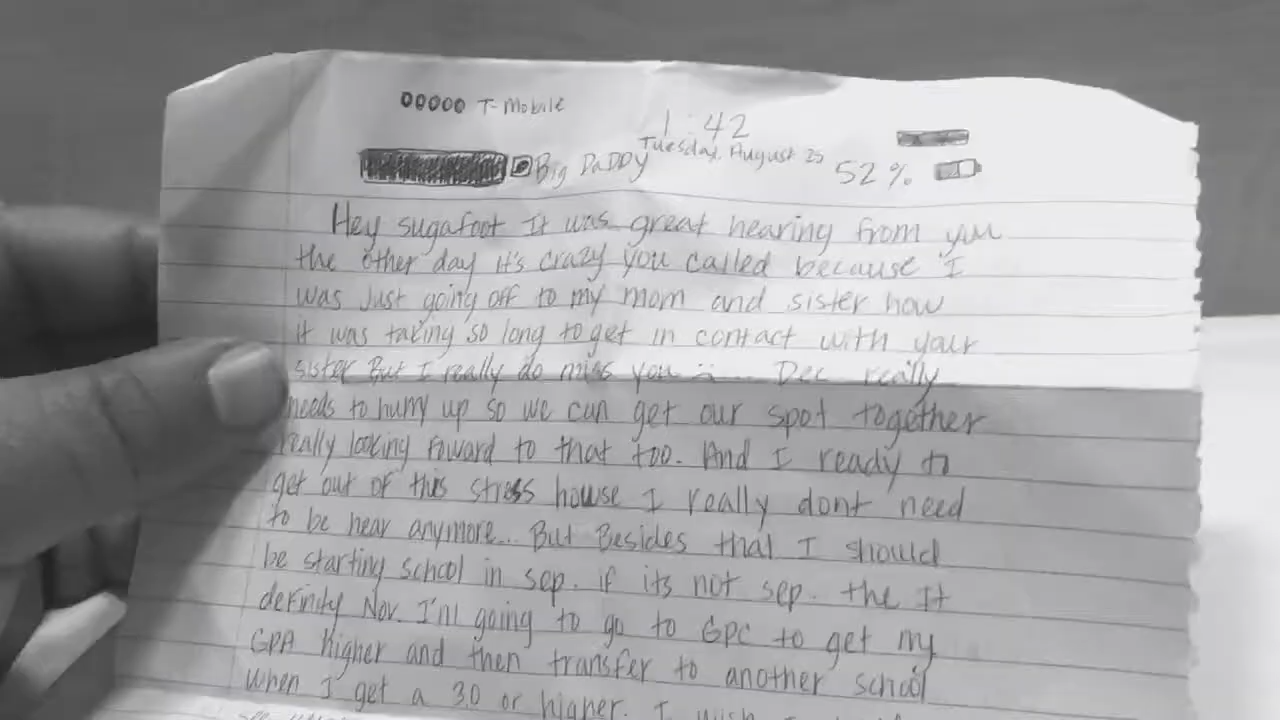 00000 T-Mobile
1:42
Tuesday, August 25
Big DaDDy
52%
Hey sugafoot It was great hearing from you
the other day it's crazy you called because I
was just going off to my mom and sister how
it was taking so long to get in contact with your
sister But I really do miss you :: Dec really
needs to hurry up so we can get our spot together
really looking foward to that too. And I ready to
get out of this stress house I really dont need
to be hear anymore... But Besides that I should
be starting school in sep. if its not sep. the It
definity Nov. I'm going to go to GPC to get my
GPA higher and then transfer to another school
when I get a 3.0 or higher. I wish I